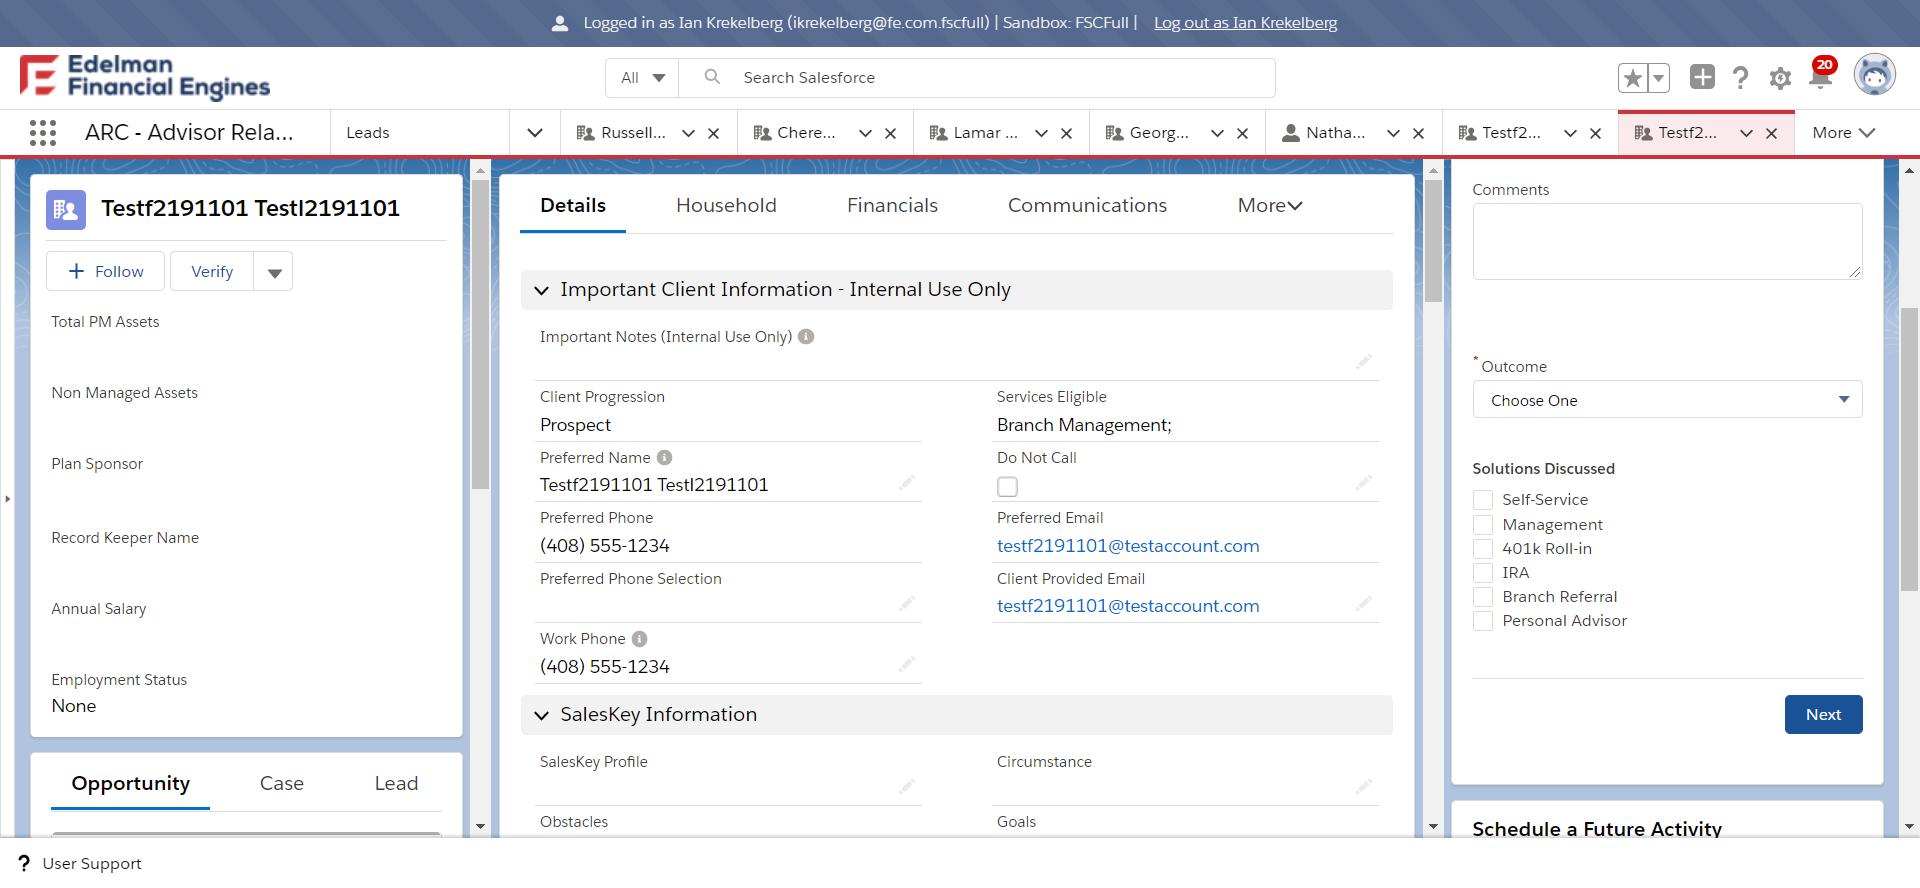 Logged in as Ian Krekelberg (ikrekelberg@fe.com.fscfull) | Sandbox: FSCFull | Log out as Ian Krekelberg
Edelman
Financial Engines
All
Search Salesforce
20
ARC - Advisor Rela...
Leads
Russell...
Chere...
Lamar ...
Georg...
Natha...
Testf2...
Testf2...
More
Testf2191101 Testl2191101
Follow
Verify
Total PM Assets
Non Managed Assets
Plan Sponsor
Record Keeper Name
Annual Salary
Employment Status
None
Opportunity
Case
Lead
Details
Household
Financials
Communications
More
Important Client Information - Internal Use Only
Important Notes (Internal Use Only)
Client Progression
Prospect
Services Eligible
Branch Management;
Preferred Name
Testf2191101 Testl2191101
Do Not Call
Preferred Phone
(408) 555-1234
Preferred Email
testf2191101@testaccount.com
Preferred Phone Selection
Client Provided Email
testf2191101@testaccount.com
Work Phone
(408) 555-1234
SalesKey Information
SalesKey Profile
Circumstance
Obstacles
Goals
Comments
* Outcome
Choose One
Solutions Discussed
Self-Service
Management
401k Roll-in
IRA
Branch Referral
Personal Advisor
Next
Schedule a Future Activity
? User Support